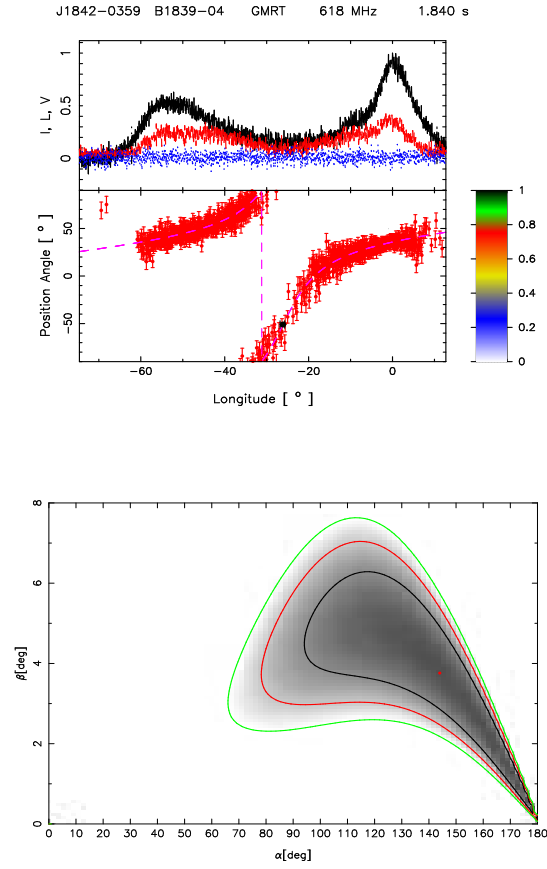 J1842-0359 B1839-04 GMRT 618 MHz 1.840 s
1
0.5
0
I, L, V
50
0
-50
Position Angle [ º ]
-60 -40 -20 0
Longitude [ º ]
1
0.8
0.6
0.4
0.2
0
8
6
4
2
0
β[deg]
0 10 20 30 40 50 60 70 80 90 100 110 120 130 140 150 160 170 180
α[deg]